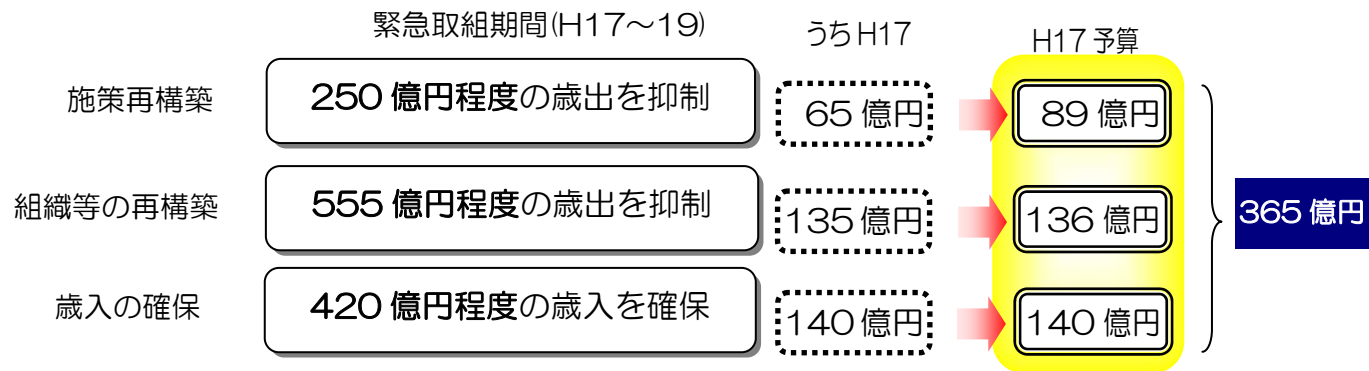 緊急取組期間(H17～19)
うちH17
H17予算
施策再構築
250億円程度の歳出を抑制
65億円
89億円
組織等の再構築
555億円程度の歳出を抑制
135億円
136億円
365億円
歳入の確保
420億円程度の歳入を確保
140億円
140億円